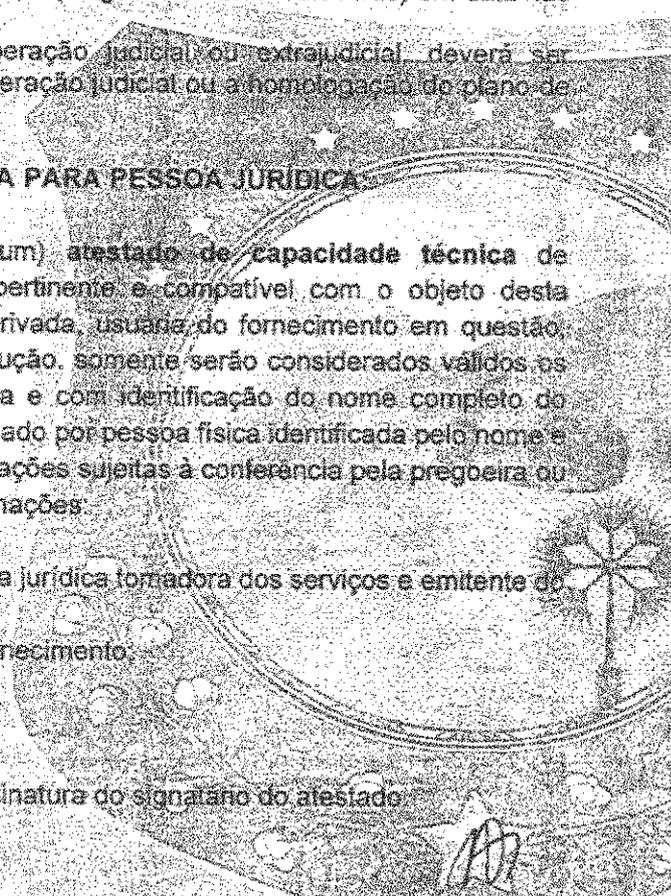 peração judicial ou extrajudicial, deverá ser
eração judicial ou a homologação do plano de
A PARA PESSOA JURÍDICA:
um) atestado de capacidade técnica de
pertinente e compatível com o objeto desta
rivada, usuária do fornecimento em questão,
ução, somente serão considerados válidos os
a e com identificação do nome completo do
ado por pessoa física identificada pelo nome e
ações sujeitas à conferência pela pregoeira ou
mações:
a jurídica tomadora dos serviços e emitente do
necimento;
inatura do signatário do atestado